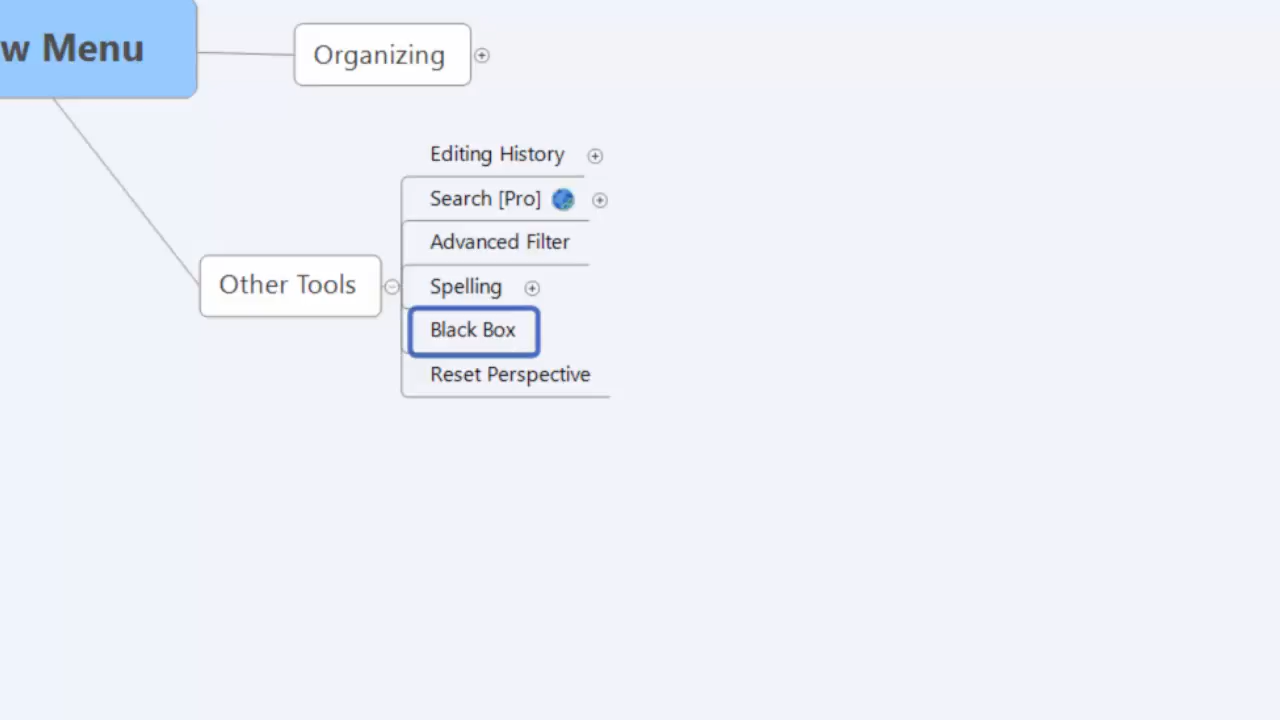 w Menu
Organizing
Editing History
Search [Pro]
Advanced Filter
Other Tools
Spelling
Black Box
Reset Perspective